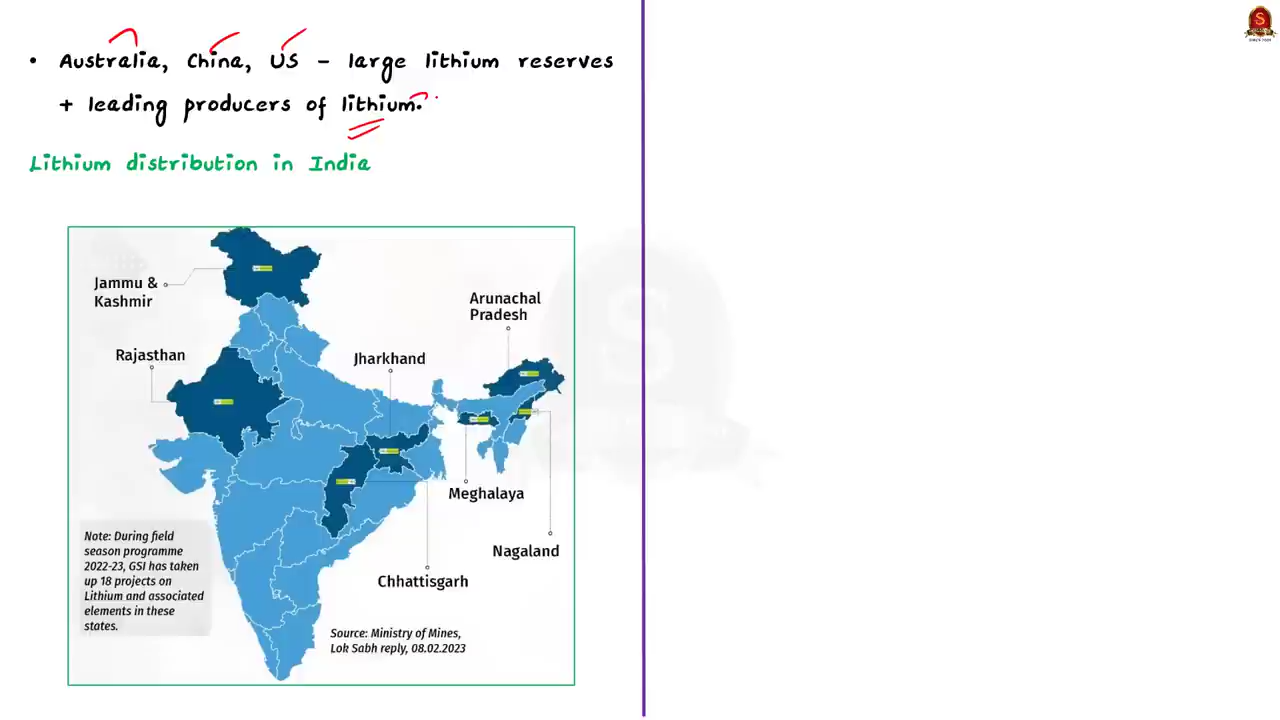 • Australia, China, US – large lithium reserves
+ leading producers of lithium.
Lithium distribution in India
Jammu &
Kashmir
Arunachal
Pradesh
Rajasthan
Jharkhand
Meghalaya
Nagaland
Chhattisgarh
Note: During field
season programme
2022-23, GSI has taken
up 18 projects on
Lithium and associated
elements in these
states.
Source: Ministry of Mines,
Lok Sabh reply, 08.02.2023
S